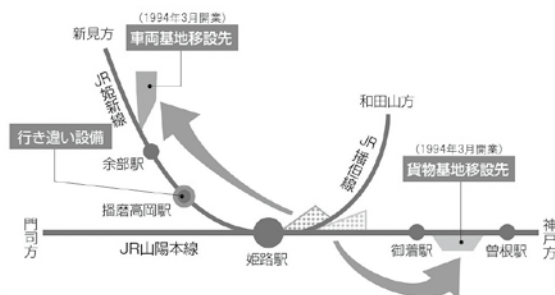 (1994年3月開業)
車両基地移設先
新見方
JR姫新線
和田山方
JR播但線
(1994年3月開業)
貨物基地移設先
行き違い設備
余部駅
播磨高岡駅
門司方
JR山陽本線
姫路駅
御着駅
曽根駅
神戸方